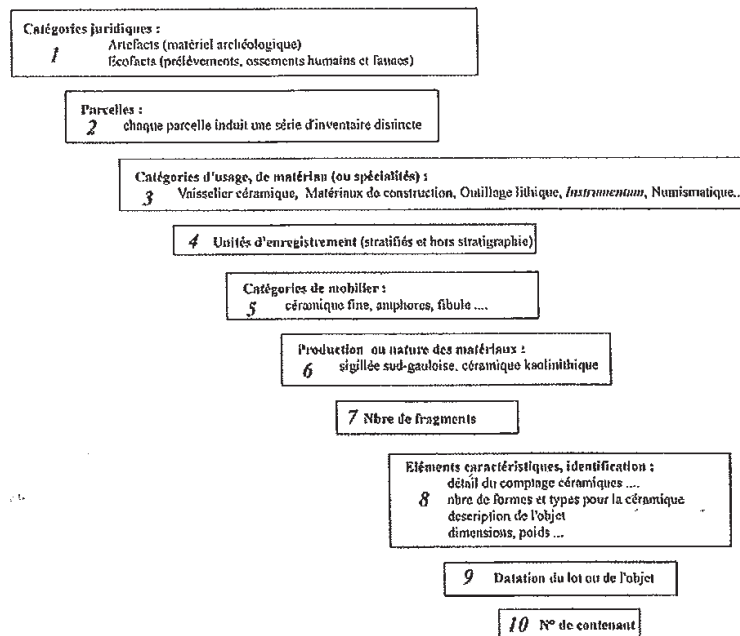 Catégories juridiques :
1 Artefacts (matériel archéologique)
Ecofacts (prélèvements, ossements humains et faunes)
Parcelles :
2 chaque parcelle induit une série d'inventaire distincte
Catégories d'usage, de matériau (ou spécialités) :
3 Vaisselier céramique, Matériaux de construction, Outillage lithique, Instrumentum, Numismatique...
4 Unités d'enregistrement (stratifiés et hors stratigraphie)
Catégories de mobilier :
5 céramique fine, amphores, fibule ....
Production ou nature des matériaux :
6 sigillée sud-gauloise, céramique kaolinithique
7 Nbre de fragments
Eléments caractéristiques, identification :
détail du comptage céramiques ....
8 nbre de formes et types pour la céramique
description de l'objet
dimensions, poids ...
9 Datation du lot ou de l'objet
10 N° de contenant